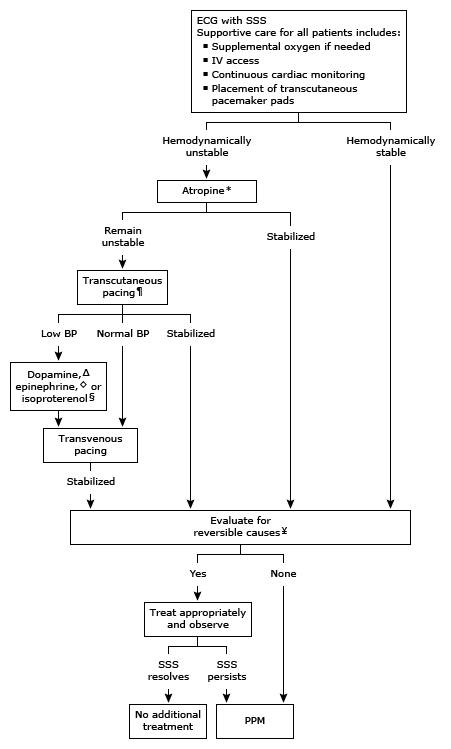 ECG with SSS
Supportive care for all patients includes:
▪ Supplemental oxygen if needed
▪ IV access
▪ Continuous cardiac monitoring
▪ Placement of transcutaneous
pacemaker pads
Hemodynamically
unstable
Hemodynamically
stable
Atropine*
Remain
unstable
Stabilized
Transcutaneous
pacing¶
Low BP
Normal BP
Stabilized
Dopamine,Δ
epinephrine,◇ or
isoproterenol§
Transvenous
pacing
Stabilized
Evaluate for
reversible causes¥
Yes
None
Treat appropriately
and observe
SSS
resolves
SSS
persists
No additional
treatment
PPM